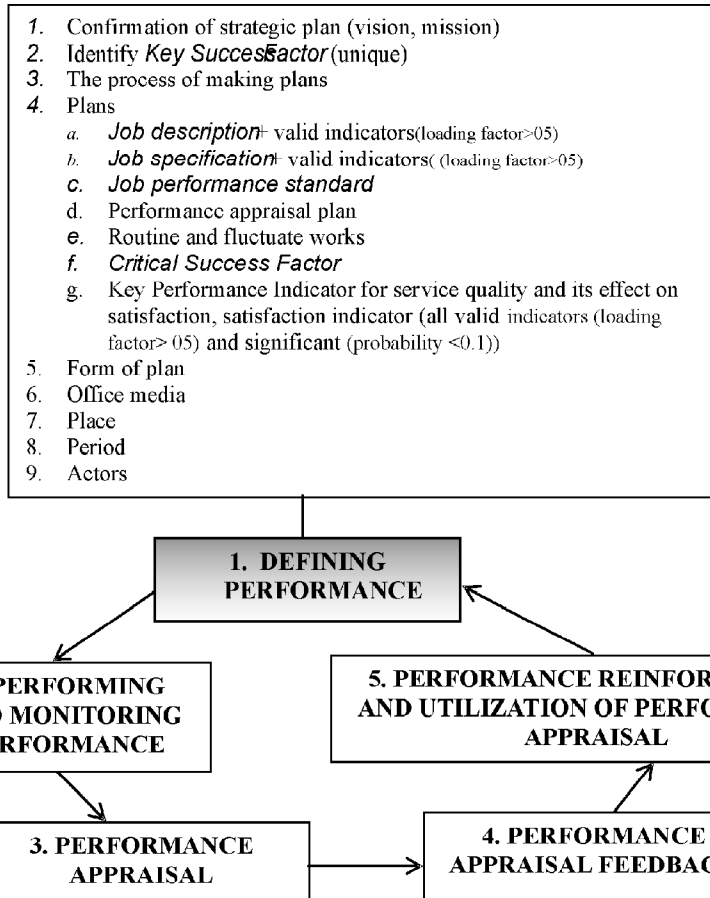 1. Confirmation of strategic plan (vision, mission)
2. Identify Key Success Factor (unique)
3. The process of making plans
4. Plans
a. Job description+ valid indicators(loading factor>05)
b. Job specification+ valid indicators( (loading factor>05)
c. Job performance standard
d. Performance appraisal plan
e. Routine and fluctuate works
f. Critical Success Factor
g. Key Performance Indicator for service quality and its effect on
satisfaction, satisfaction indicator (all valid indicators (loading
factor> 05) and significant (probability <0.1))
5. Form of plan
6. Office media
7. Place
8. Period
9. Actors
1. DEFINING
PERFORMANCE
PERFORMING
MONITORING
RFORMANCE
5. PERFORMANCE REINFOR
AND UTILIZATION OF PERFO
APPRAISAL
3. PERFORMANCE
APPRAISAL
4. PERFORMANCE
APPRAISAL FEEDBAC